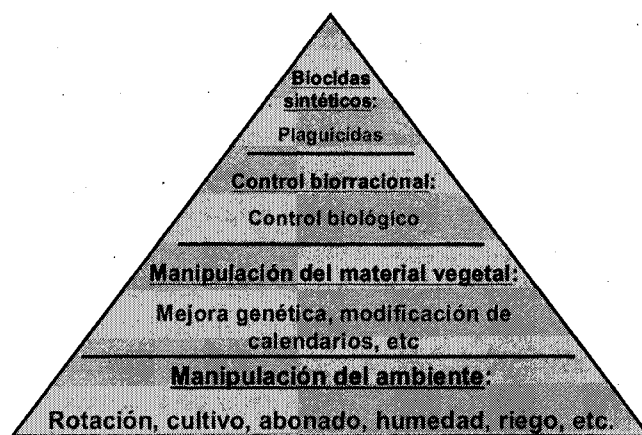 Biocidas
sintéticos:
Plaguicidas
Control biorracional:
Control biológico
Manipulación del material vegetal:
Mejora genética, modificación de
calendarios, etc
Manipulación del ambiente:
Rotación, cultivo, abonado, humedad, riego, etc.